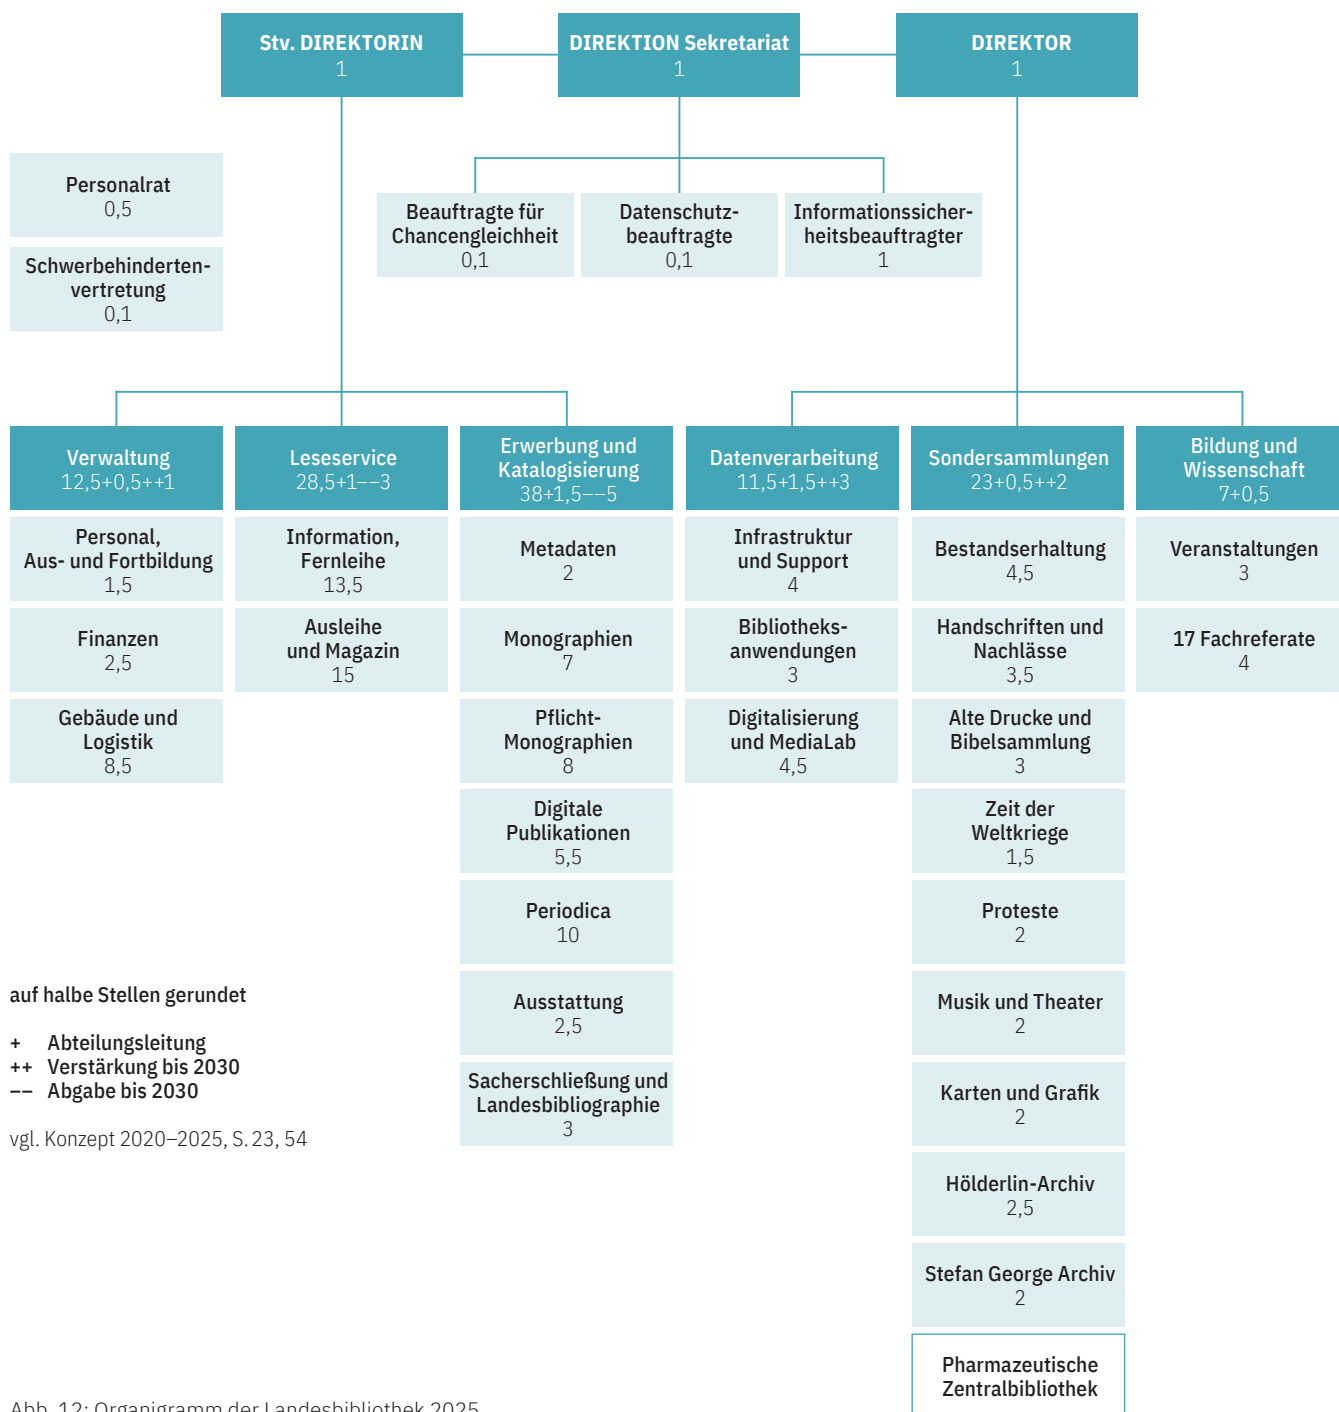 Stv. DIREKTORIN
1
DIREKTION Sekretariat
1
DIREKTOR
1
Personalrat
0,5
Schwerbehinderten-
vertretung
0,1
Beauftragte für
Chancengleichheit
0,1
Datenschutz-
beauftragte
0,1
Informationssicher-
heitsbeauftragter
1
Verwaltung
12,5+0,5++1
Personal,
Aus- und Fortbildung
1,5
Finanzen
2,5
Gebäude und
Logistik
8,5
Leseservice
28,5+1––3
Information,
Fernleihe
13,5
Ausleihe
und Magazin
15
Erwerbung und
Katalogisierung
38+1,5––5
Metadaten
2
Monographien
7
Pflicht-
Monographien
8
Digitale
Publikationen
5,5
Periodica
10
Ausstattung
2,5
Sacherschließung und
Landesbibliographie
3
Datenverarbeitung
11,5+1,5++3
Infrastruktur
und Support
4
Bibliotheks-
anwendungen
3
Digitalisierung
und MediaLab
4,5
Sondersammlungen
23+0,5++2
Bestandserhaltung
4,5
Handschriften und
Nachlässe
3,5
Alte Drucke und
Bibelsammlung
3
Zeit der
Weltkriege
1,5
Proteste
2
Musik und Theater
2
Karten und Grafik
2
Hölderlin-Archiv
2,5
Stefan George Archiv
2
Pharmazeutische
Zentralbibliothek
Bildung und
Wissenschaft
7+0,5
Veranstaltungen
3
17 Fachreferate
4
auf halbe Stellen gerundet
+ Abteilungsleitung
++ Verstärkung bis 2030
–– Abgabe bis 2030
vgl. Konzept 2020–2025, S. 23, 54
Abb. 12: Organigramm der Landesbibliothek 2025